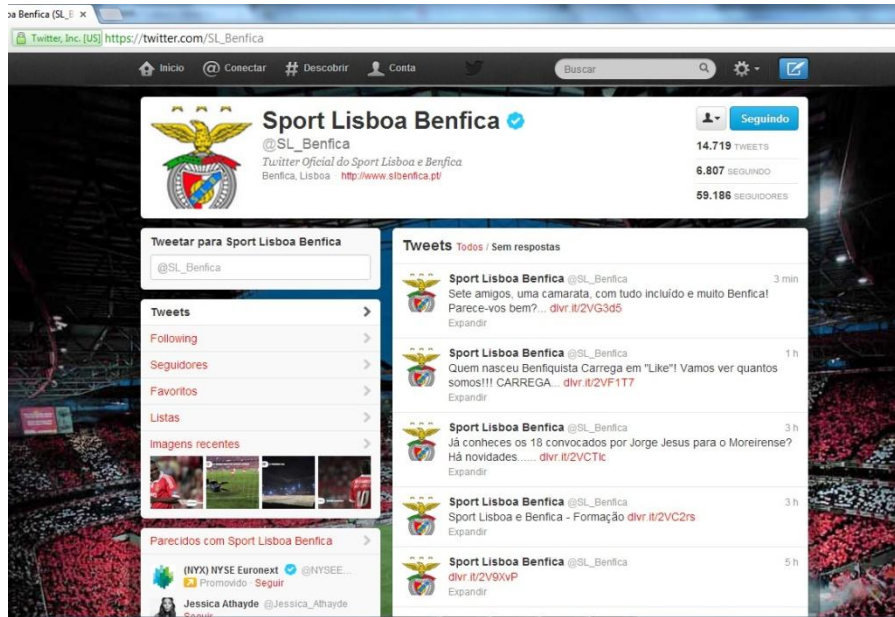 oa Benfica (SL_B
Twitter, Inc. [US] https://twitter.com/SL_Benfica
Inicio Conectar Descobrir Conta Buscar
Sport Lisboa Benfica
@SL_Benfica
Twitter Oficial do Sport Lisboa e Benfica
Benfica, Lisboa http://www.slbenfica.pt/
Seguindo
14.719 TWEETS
6.807 SEGUINDO
59.186 SEGUIDORES
Tweetar para Sport Lisboa Benfica
@SL_Benfica
Tweets
Following
Seguidores
Favoritos
Listas
Imagens recentes
Parecidos com Sport Lisboa Benfica
(NYX) NYSE Euronext @NYSEE...
Promovido · Seguir
Jessica Athayde @Jessica_Athayde
Seguir
Tweets Todos / Sem respostas
Sport Lisboa Benfica @SL_Benfica 3 min
Sete amigos, uma camarata, com tudo incluído e muito Benfica!
Parece-vos bem?... dlvr.it/2VG3d5
Expandir
Sport Lisboa Benfica @SL_Benfica 1 h
Quem nasceu Benfiquista Carrega em "Like"! Vamos ver quantos
somos!!! CARREGA... dlvr.it/2VF1T7
Expandir
Sport Lisboa Benfica @SL_Benfica 3 h
Já conheces os 18 convocados por Jorge Jesus para o Moreirense?
Há novidades...... dlvr.it/2VCTlc
Expandir
Sport Lisboa Benfica @SL_Benfica 3 h
Sport Lisboa e Benfica - Formação dlvr.it/2VC2rs
Expandir
Sport Lisboa Benfica @SL_Benfica 5 h
dlvr.it/2V9XvP
Expandir